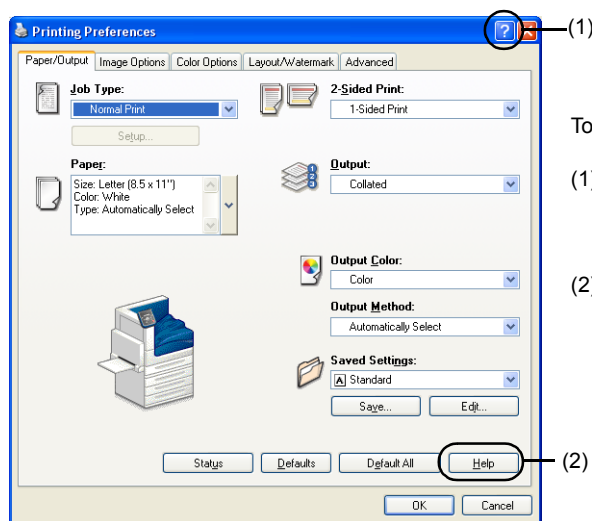 Printing Preferences
?
(1)
Paper/Output Image Options Color Options Layout/Watermark Advanced
Job Type:
Normal Print
Setup...
2-Sided Print:
1-Sided Print
To
Paper:
Size: Letter (8.5 x 11")
Color: White
Type: Automatically Select
Output:
1
2
3
Collated
(1)
Output Color:
Color
(2)
Output Method:
Automatically Select
Saved Settings:
A Standard
Save... Edit...
Status Defaults Default All Help
(2)
OK Cancel